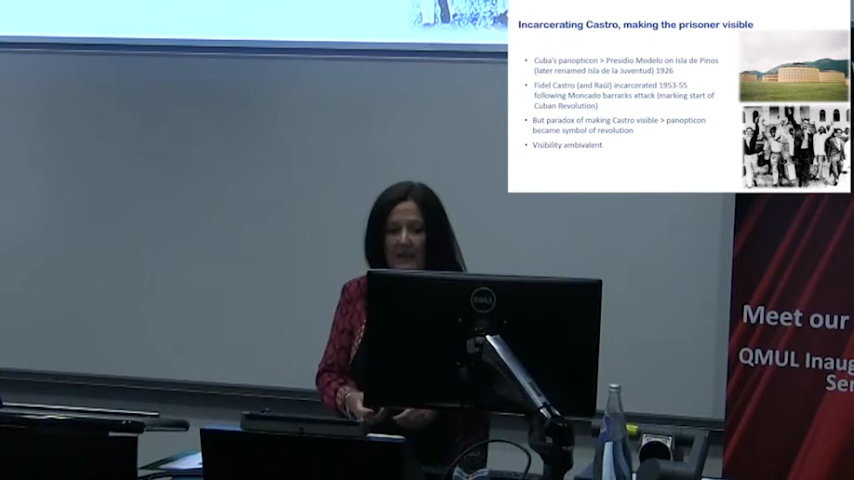 Incarcerating Castro, making the prisoner visible
• Cuba's panopticon > Presidio Modelo on Isla de Pinos
(later renamed Isla de la Juventud) 1926
• Fidel Castro (and Raúl) incarcerated 1953-55
following Moncado barracks attack (marking start of
Cuban Revolution)
• But paradox of making Castro visible > panopticon
became symbol of revolution
• Visibility ambivalent
DELL
Meet our
QMUL Inaug
Ser